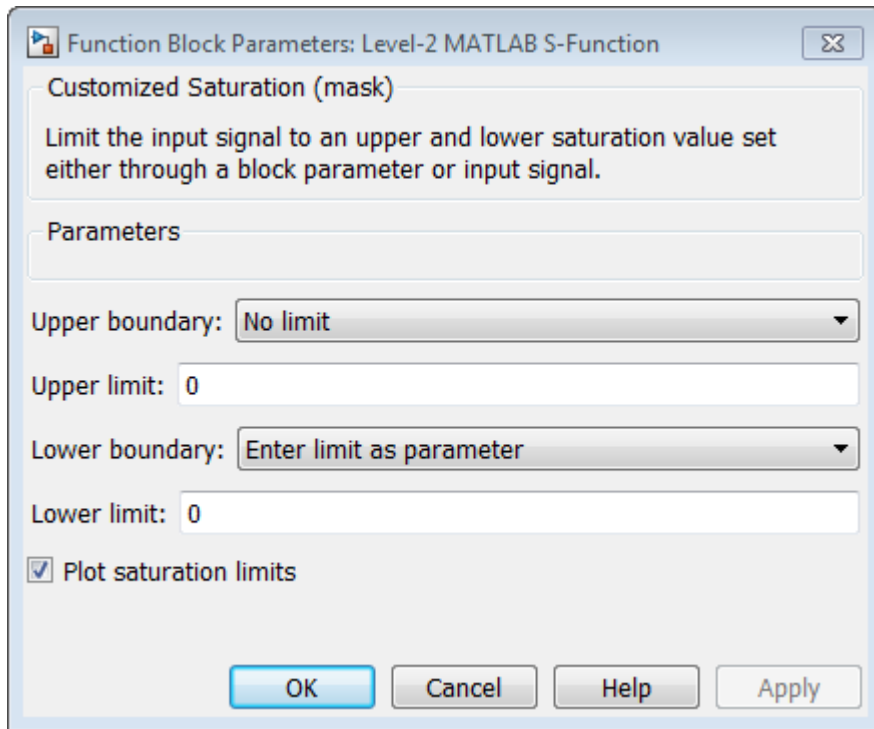 Function Block Parameters: Level-2 MATLAB S-Function
Customized Saturation (mask)
Limit the input signal to an upper and lower saturation value set
either through a block parameter or input signal.
Parameters
Upper boundary: No limit
Upper limit: 0
Lower boundary: Enter limit as parameter
Lower limit: 0
Plot saturation limits
OK Cancel Help Apply